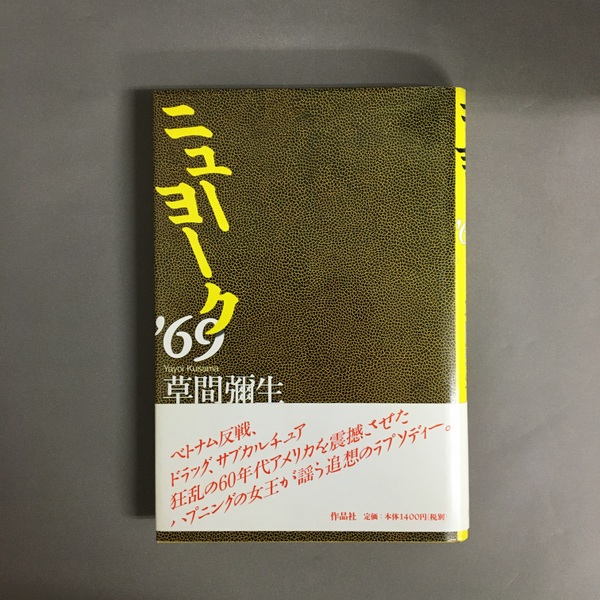 ニューヨーク
'69
Yayoi Kusama
草間彌生
ベトナム反戦、
ドラッグ、サブカルチュア
狂乱の60年代アメリカを震撼させた
ハプニングの女王が謡う追想のラプソディー。
作品社 定価：本体1400円(税別)